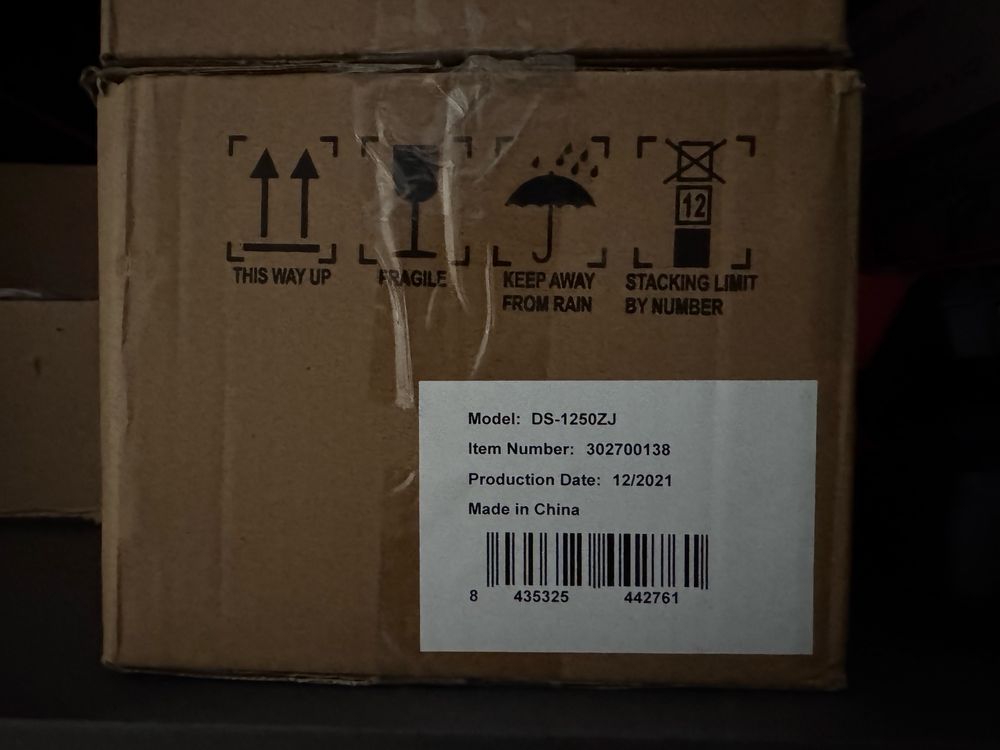 12
THIS WAY UP
FRAGILE
KEEP AWAY
FROM RAIN
STACKING LIMIT
BY NUMBER
Model: DS-1250ZJ
Item Number: 302700138
Production Date: 12/2021
Made in China
8 435325 442761